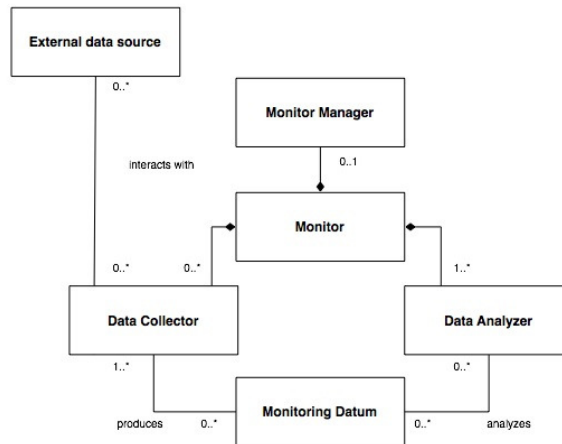 External data source
0..*
Monitor Manager
interacts with
0..1
Monitor
0..*
0..*
1..*
Data Collector
Data Analyzer
1..*
0..*
Monitoring Datum
produces
0..*
0..*
analyzes